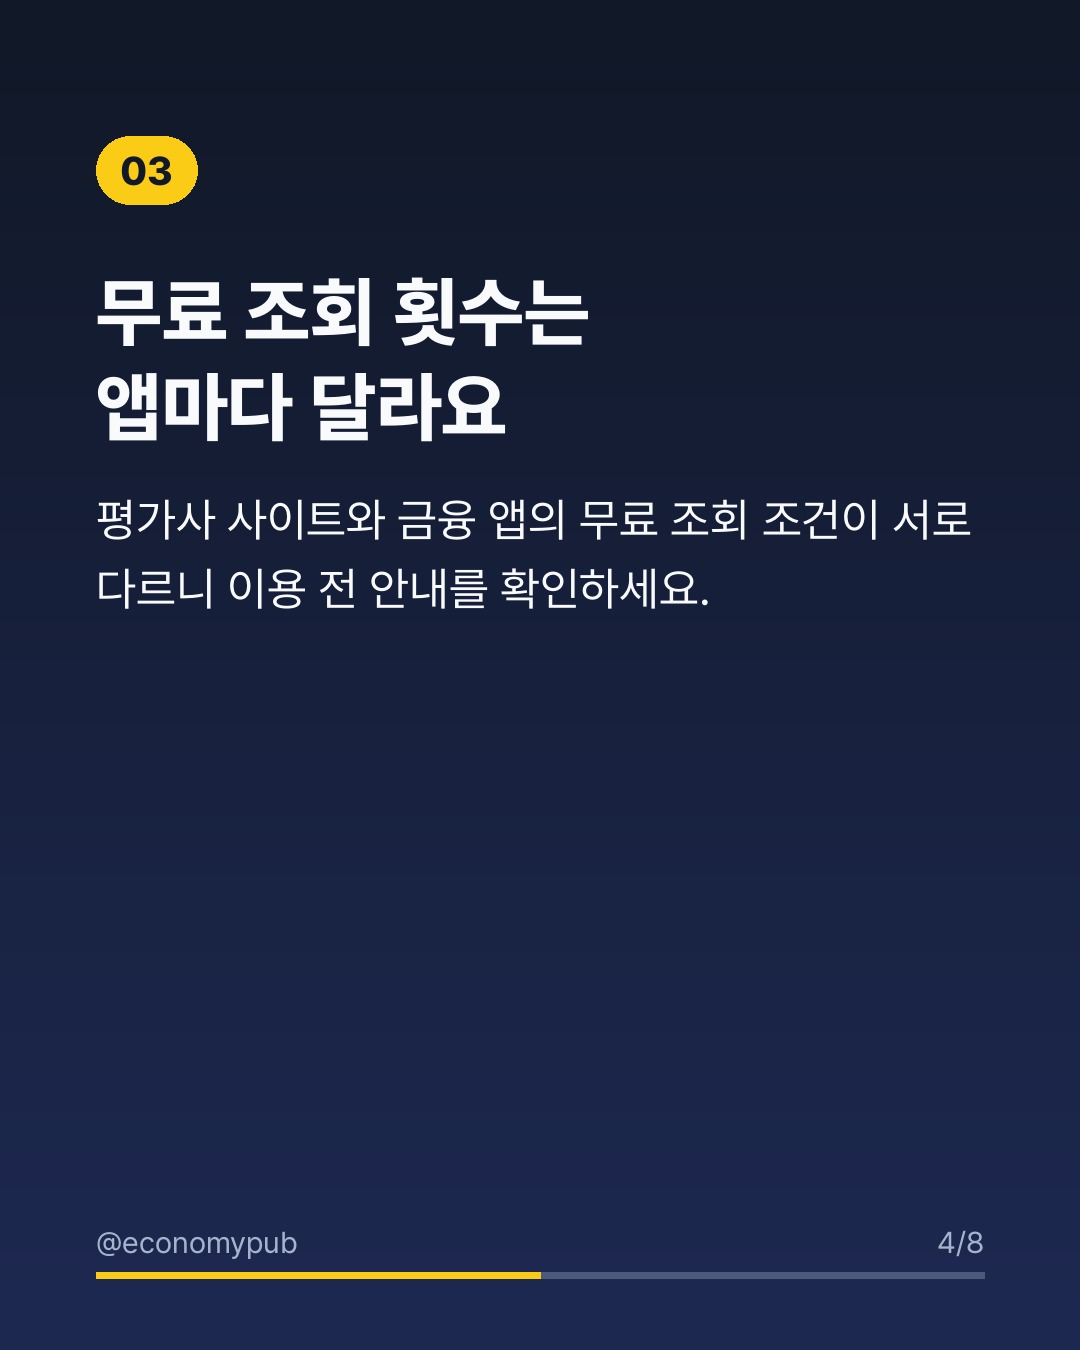 03
무료 조회 횟수는
앱마다 달라요
평가사 사이트와 금융 앱의 무료 조회 조건이 서로
다르니 이용 전 안내를 확인하세요.
@economypub
4/8